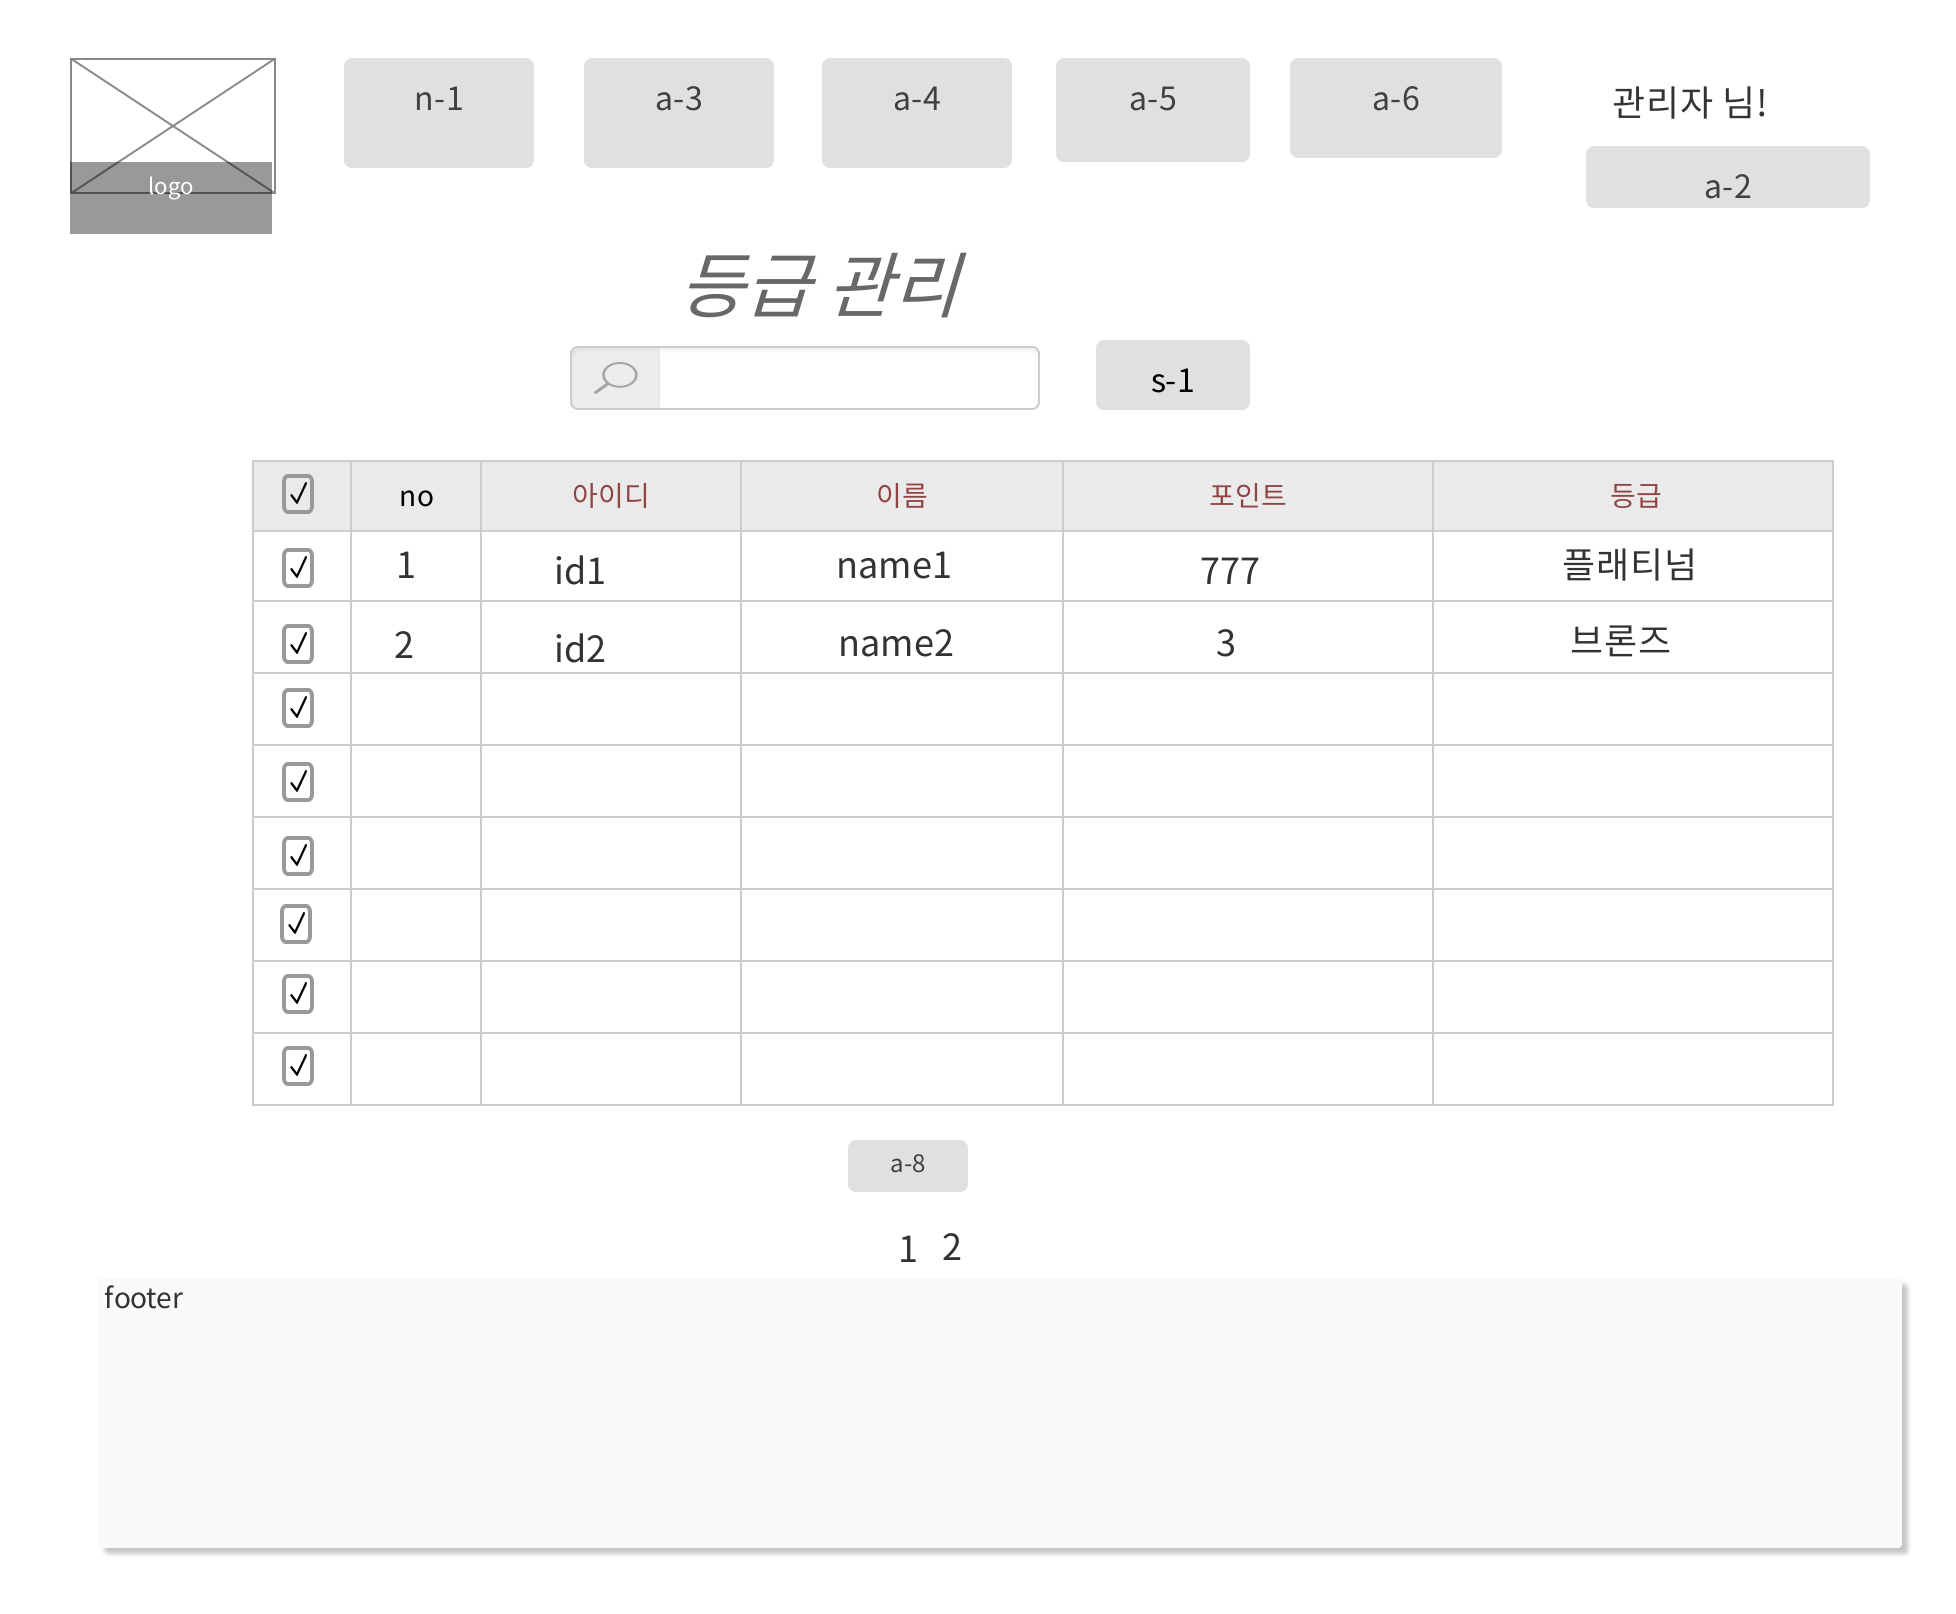 logo
n-1
a-3
a-4
a-5
a-6
관리자 님!
a-2
등급 관리
s-1
no 아이디 이름 포인트 등급
1 id1 name1 777 플래티넘
2 id2 name2 3 브론즈
a-8
1 2
footer